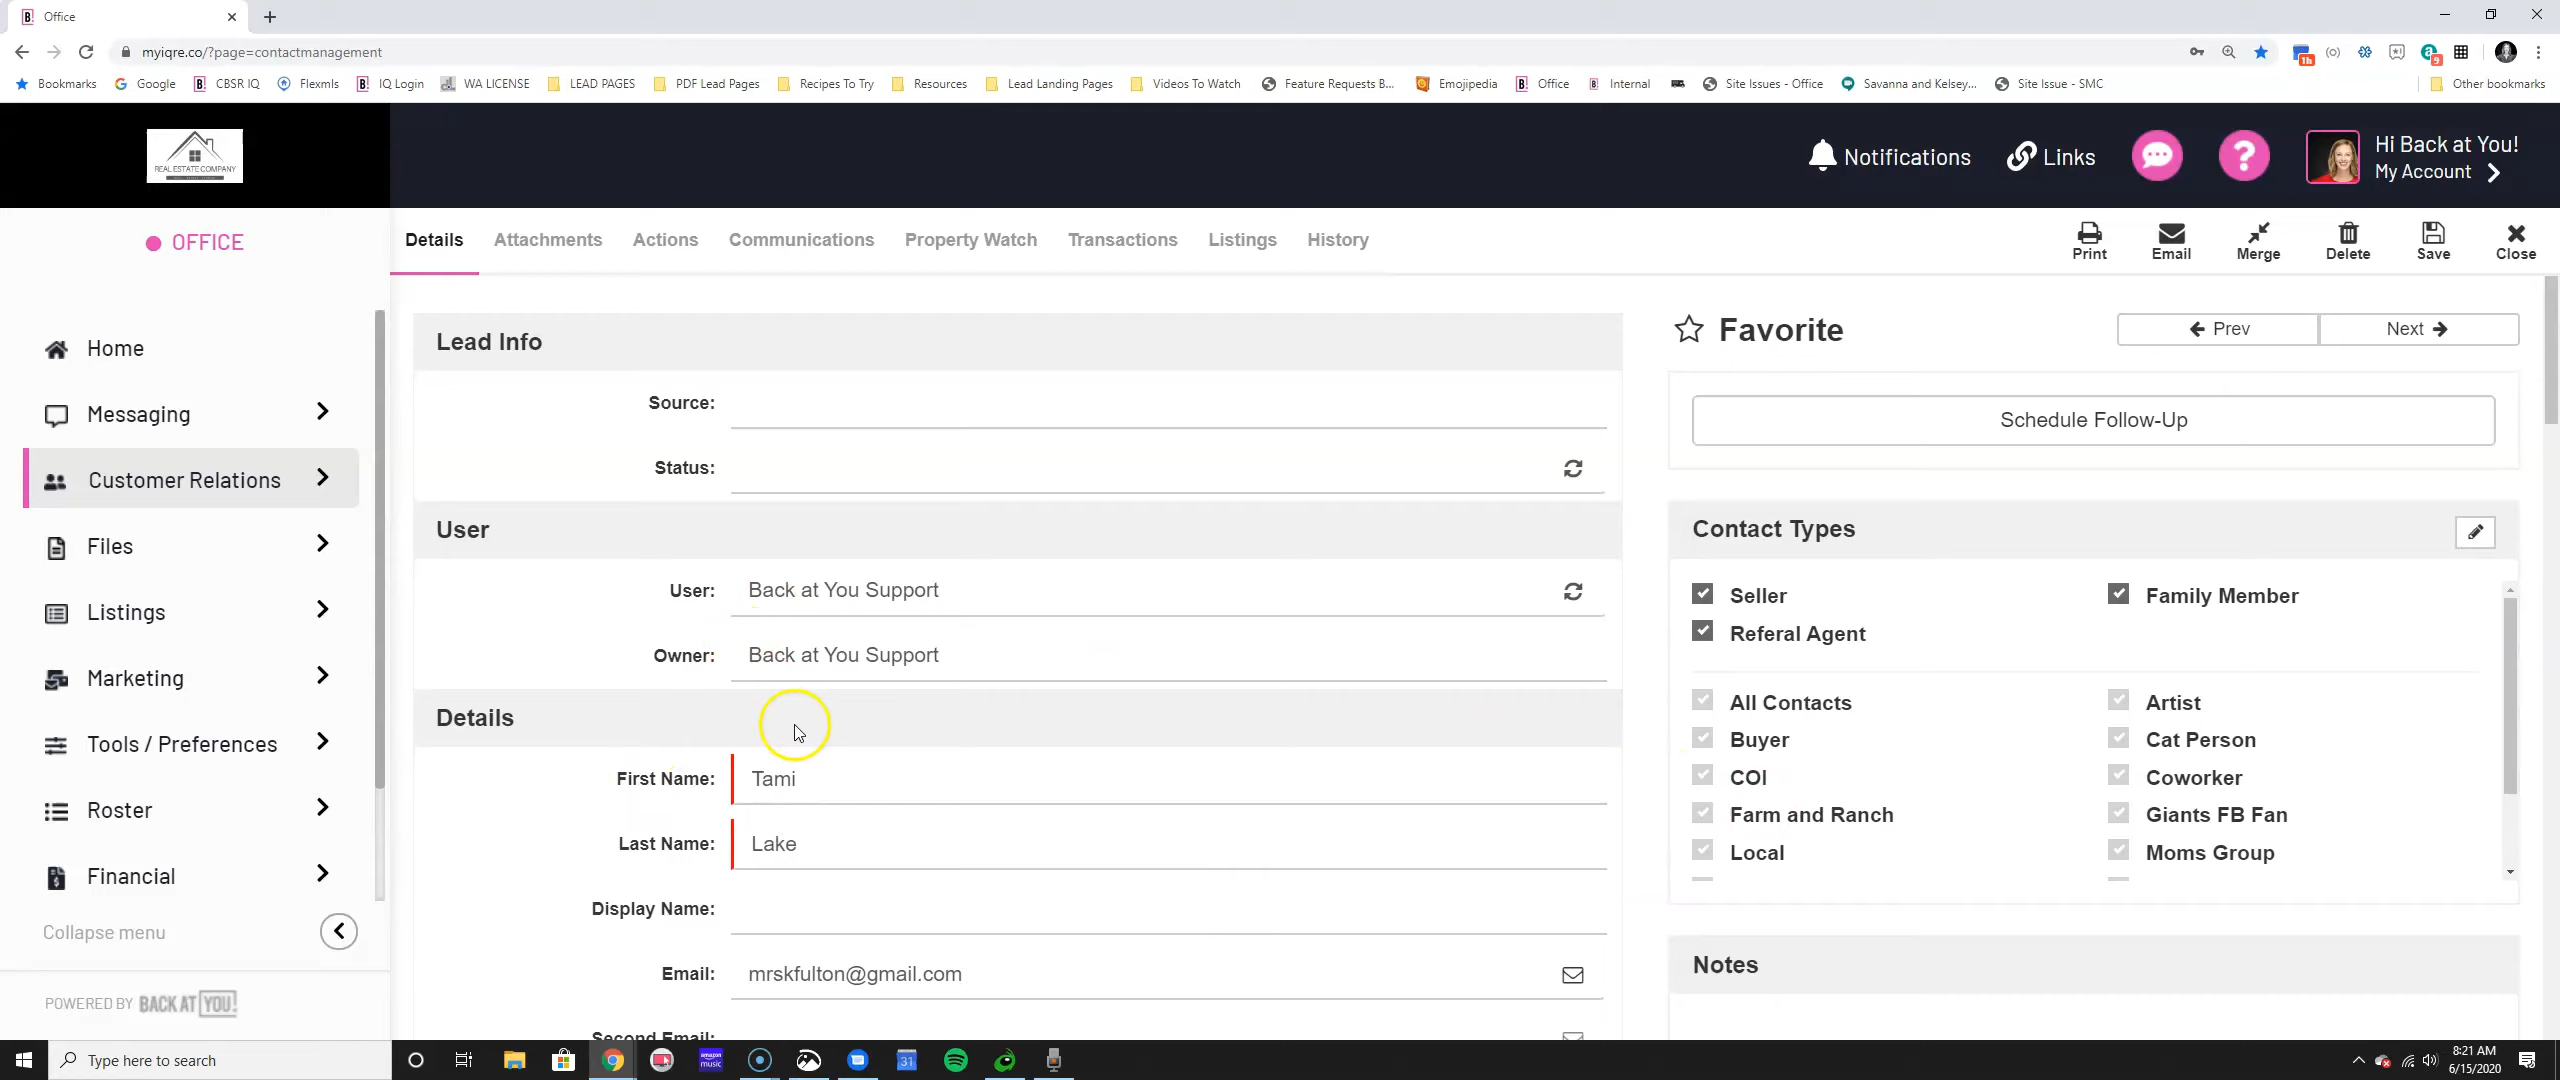 Office
myiqre.co/?page=contactmanagement
1h
9
Bookmarks
Google
CBSR IQ
Flexmls
IQ Login
WA LICENSE
LEAD PAGES
PDF Lead Pages
Recipes To Try
Resources
Lead Landing Pages
Videos To Watch
Feature Requests B...
Emojipedia
Office
Internal
Site Issues - Office
Savanna and Kelsey...
Site Issue - SMC
Other bookmarks
REAL ESTATE COMPANY
Notifications
Links
Hi Back at You!
My Account
OFFICE
Details
Attachments
Actions
Communications
Property Watch
Transactions
Listings
History
Print
Email
Merge
Delete
Save
Close
Home
Messaging
Customer Relations
Files
Listings
Marketing
Tools / Preferences
Roster
Financial
Collapse menu
POWERED BY BACK AT YOU!
Lead Info
Source:
Status:
User
User: Back at You Support
Owner: Back at You Support
Details
First Name: Tami
Last Name: Lake
Display Name:
Email: mrskfulton@gmail.com
Second Email:
Favorite
Prev
Next
Schedule Follow-Up
Contact Types
Seller
Family Member
Referal Agent
All Contacts
Artist
Buyer
Cat Person
COI
Coworker
Farm and Ranch
Giants FB Fan
Local
Moms Group
Notes
Type here to search
amazon music
31
8:21 AM
6/15/2020